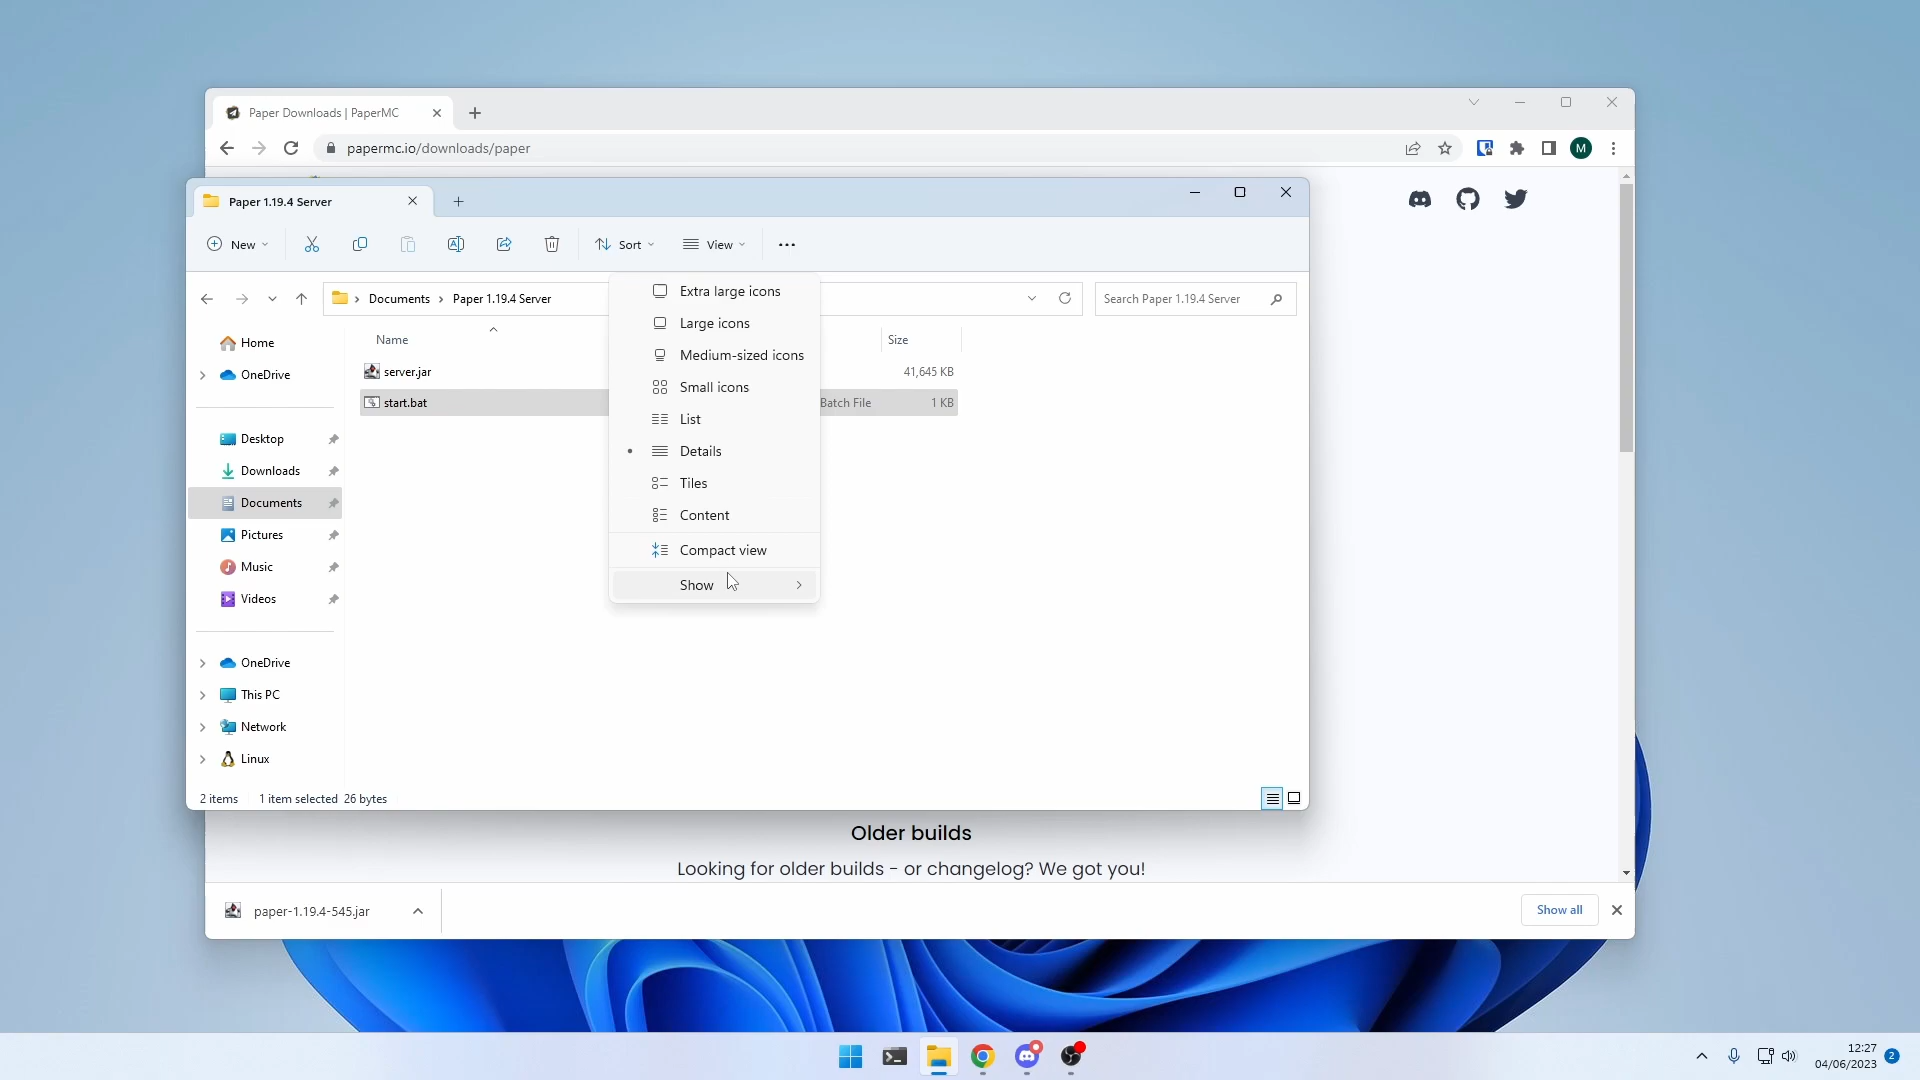 Paper Downloads | PaperMC
papermc.io/downloads/paper
M
Paper 1.19.4 Server
New
Sort
View
Documents
Paper 1.19.4 Server
Search Paper 1.19.4 Server
Home
OneDrive
Desktop
Downloads
Documents
Pictures
Music
Videos
OneDrive
This PC
Network
Linux
Name
Size
server.jar
41,645 KB
start.bat
Batch File
1 KB
Extra large icons
Large icons
Medium-sized icons
Small icons
List
Details
Tiles
Content
Compact view
Show
2 items
1 item selected 26 bytes
Older builds
Looking for older builds - or changelog? We got you!
paper-1.19.4-545.jar
Show all
12:27
04/06/2023
2